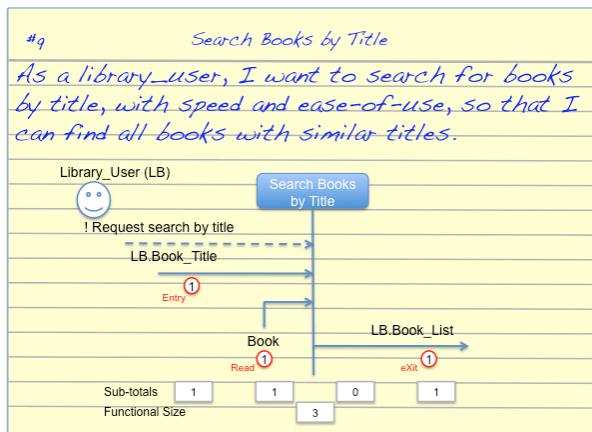 #9 Search Books by Title
As a library_user, I want to search for books
by title, with speed and ease-of-use, so that I
can find all books with similar titles.
Library_User (LB)
Search Books
by Title
! Request search by title
LB.Book_Title
1
Entry
Book
LB.Book_List
Read 1
eXit 1
Sub-totals 1 1 0 1
Functional Size 3